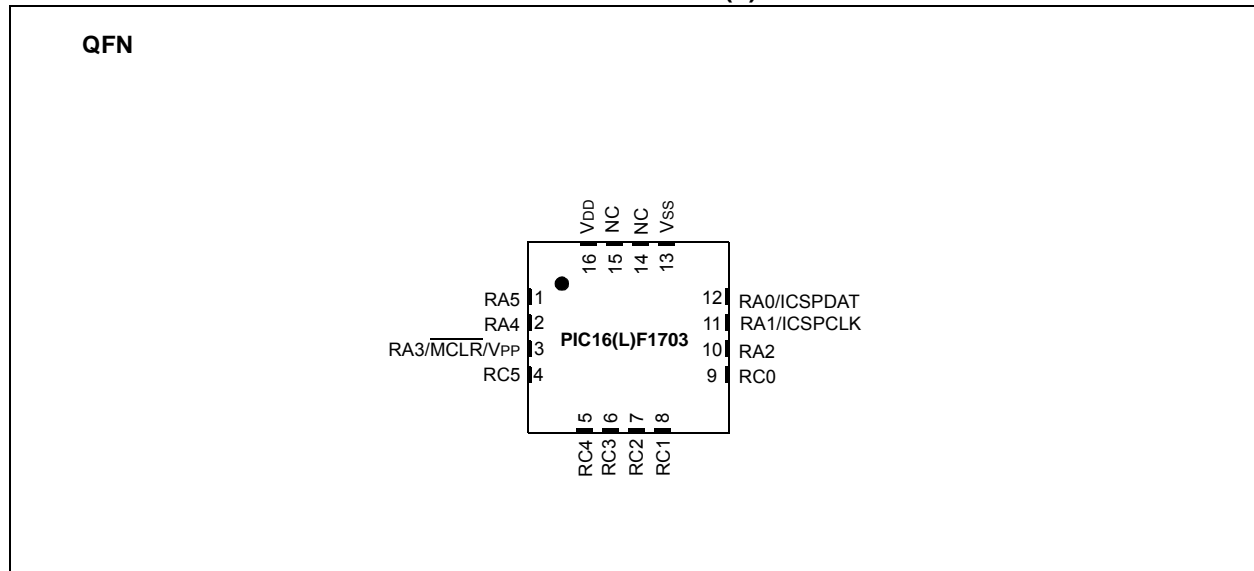 QFN
VDD
NC
NC
VSS
16
15
14
13
RA5 1
RA4 2
RA3/MCLR/VPP 3
RC5 4
PIC16(L)F1703
12 RA0/ICSPDAT
11 RA1/ICSPCLK
10 RA2
9 RC0
5
6
7
8
RC4
RC3
RC2
RC1